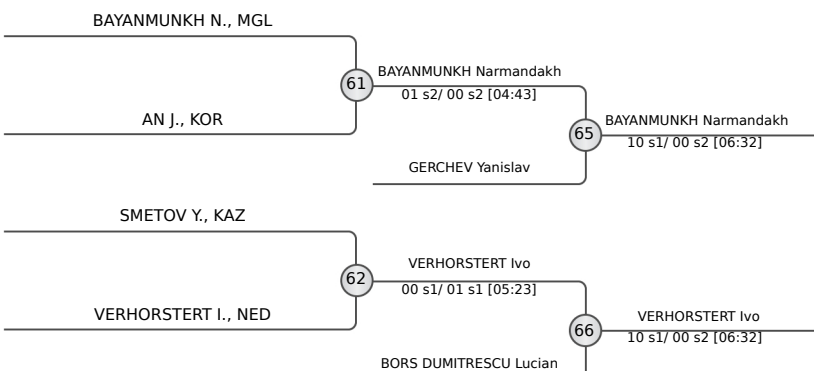 BAYANMUNKH N., MGL
61
BAYANMUNKH Narmandakh
01 s2/ 00 s2 [04:43]
AN J., KOR
65
BAYANMUNKH Narmandakh
10 s1/ 00 s2 [06:32]
GERCHEV Yanislav
SMETOV Y., KAZ
62
VERHORSTERT Ivo
00 s1/ 01 s1 [05:23]
VERHORSTERT I., NED
66
VERHORSTERT Ivo
10 s1/ 00 s2 [06:32]
BORS DUMITRESCU Lucian